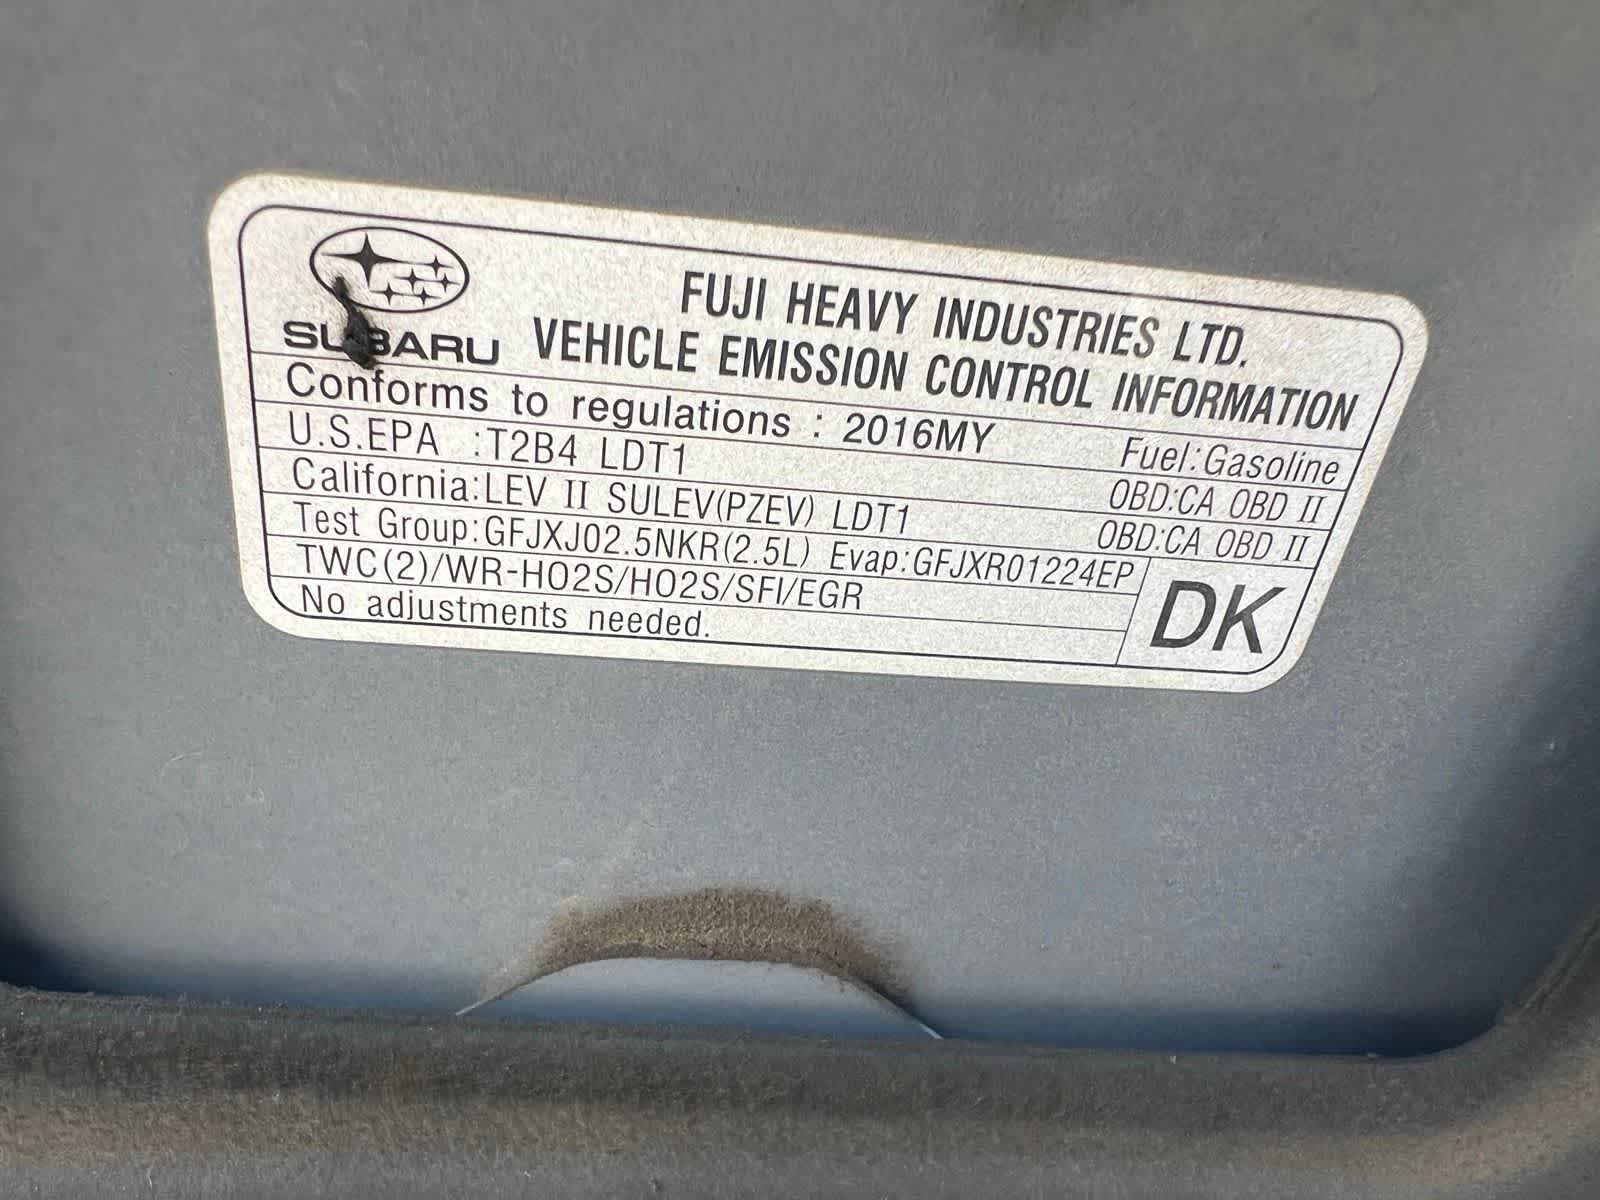 SUBARU
FUJI HEAVY INDUSTRIES LTD.
VEHICLE EMISSION CONTROL INFORMATION
Conforms to regulations : 2016MY Fuel:Gasoline
U.S.EPA :T2B4 LDT1 OBD:CA OBD II
California:LEV II SULEV(PZEV) LDT1 OBD:CA OBD II
Test Group:GFJXJ02.5NKR(2.5L) Evap:GFJXR01224EP
TWC(2)/WR-HO2S/HO2S/SFI/EGR
No adjustments needed.
DK